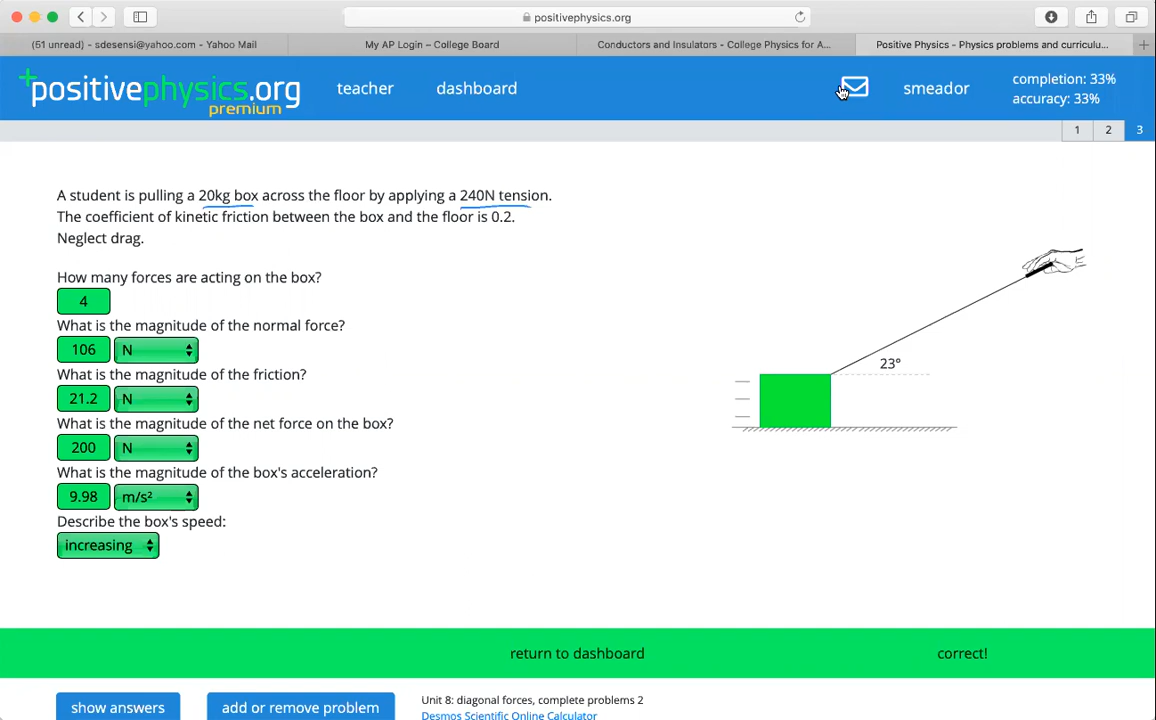 positivephysics.org
(61 unread) - sdesensi@yahoo.com - Yahoo Mail
My AP Login – College Board
Conductors and Insulators - College Physics for A...
Positive Physics - Physics problems and curriculu...
+positivephysics.org
premium
teacher
dashboard
smeador
completion: 33%
accuracy: 33%
1 2 3
A student is pulling a 20kg box across the floor by applying a 240N tension.
The coefficient of kinetic friction between the box and the floor is 0.2.
Neglect drag.
How many forces are acting on the box?
4
What is the magnitude of the normal force?
106 N
What is the magnitude of the friction?
21.2 N
What is the magnitude of the net force on the box?
200 N
What is the magnitude of the box's acceleration?
9.98 m/s²
Describe the box's speed:
increasing
23°
return to dashboard
correct!
show answers
add or remove problem
Unit 8: diagonal forces, complete problems 2
Desmos Scientific Online Calculator